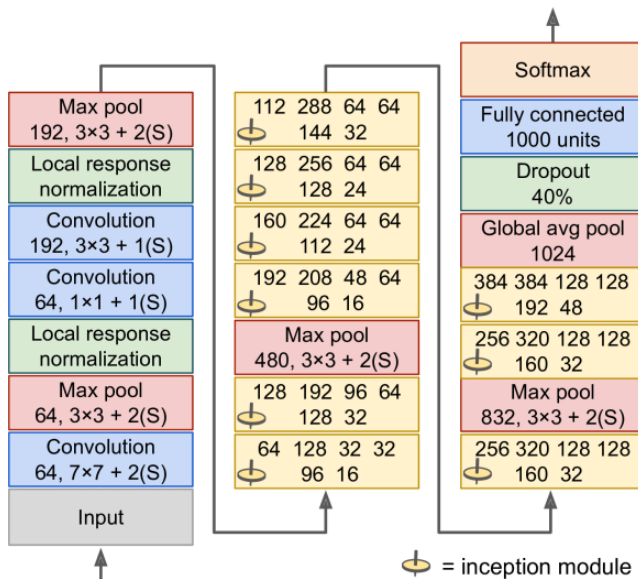 Max pool
192, 3×3 + 2(S)
Local response
normalization
Convolution
192, 3×3 + 1(S)
Convolution
64, 1×1 + 1(S)
Local response
normalization
Max pool
64, 3×3 + 2(S)
Convolution
64, 7×7 + 2(S)
Input
112 288 64 64
144 32
128 256 64 64
128 24
160 224 64 64
112 24
192 208 48 64
96 16
Max pool
480, 3×3 + 2(S)
128 192 96 64
128 32
64 128 32 32
96 16
Softmax
Fully connected
1000 units
Dropout
40%
Global avg pool
1024
384 384 128 128
192 48
256 320 128 128
160 32
Max pool
832, 3×3 + 2(S)
256 320 128 128
160 32
= inception module